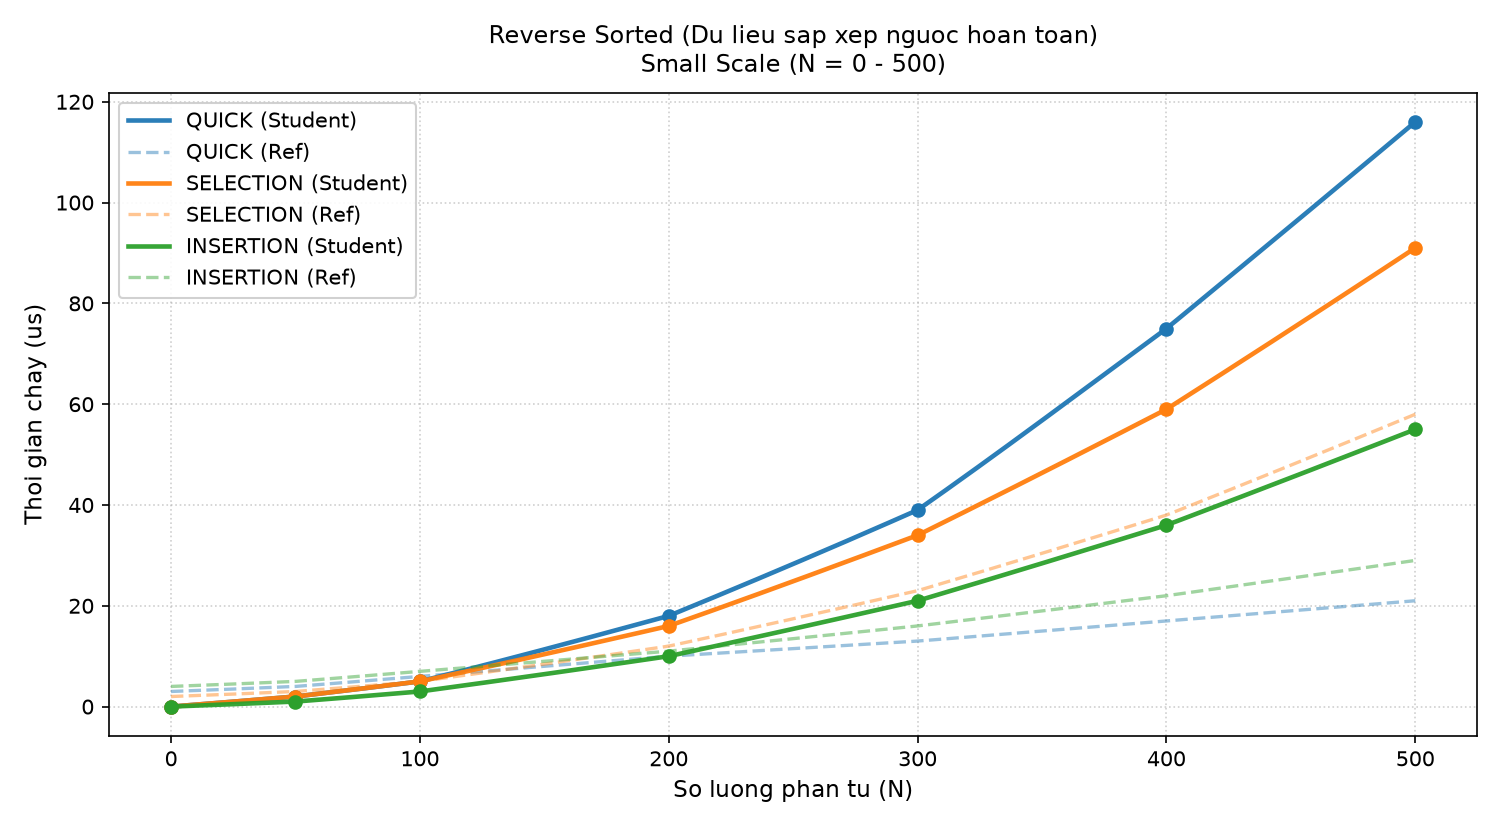 Reverse Sorted (Du lieu sap xep nguoc hoan toan)
Small Scale (N = 0 - 500)
QUICK (Student)
QUICK (Ref)
SELECTION (Student)
SELECTION (Ref)
INSERTION (Student)
INSERTION (Ref)
Thoi gian chay (us)
120
100
80
60
40
20
0
0 100 200 300 400 500
So luong phan tu (N)